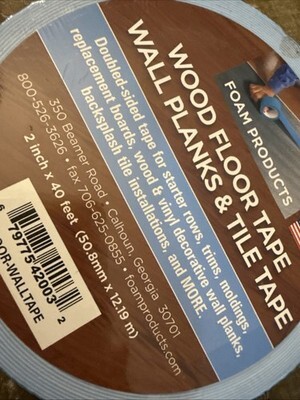 FOAM PRODUCTS
WOOD FLOOR TAPE
WALL PLANKS & TILE TAPE
Doubled-sided tape for starter rows, trims, moldings,
replacement boards, wood & vinyl decorative wall planks,
backsplash tile installations, and MORE.
350 Beamer Road • Calhoun, Georgia 30701
800-526-3626 • fax 706-625-0855 • foamproducts.com
2 inch x 40 feet (50.8mm x 12.19 m)
79775 42003 2
OOR-WALLTAPE